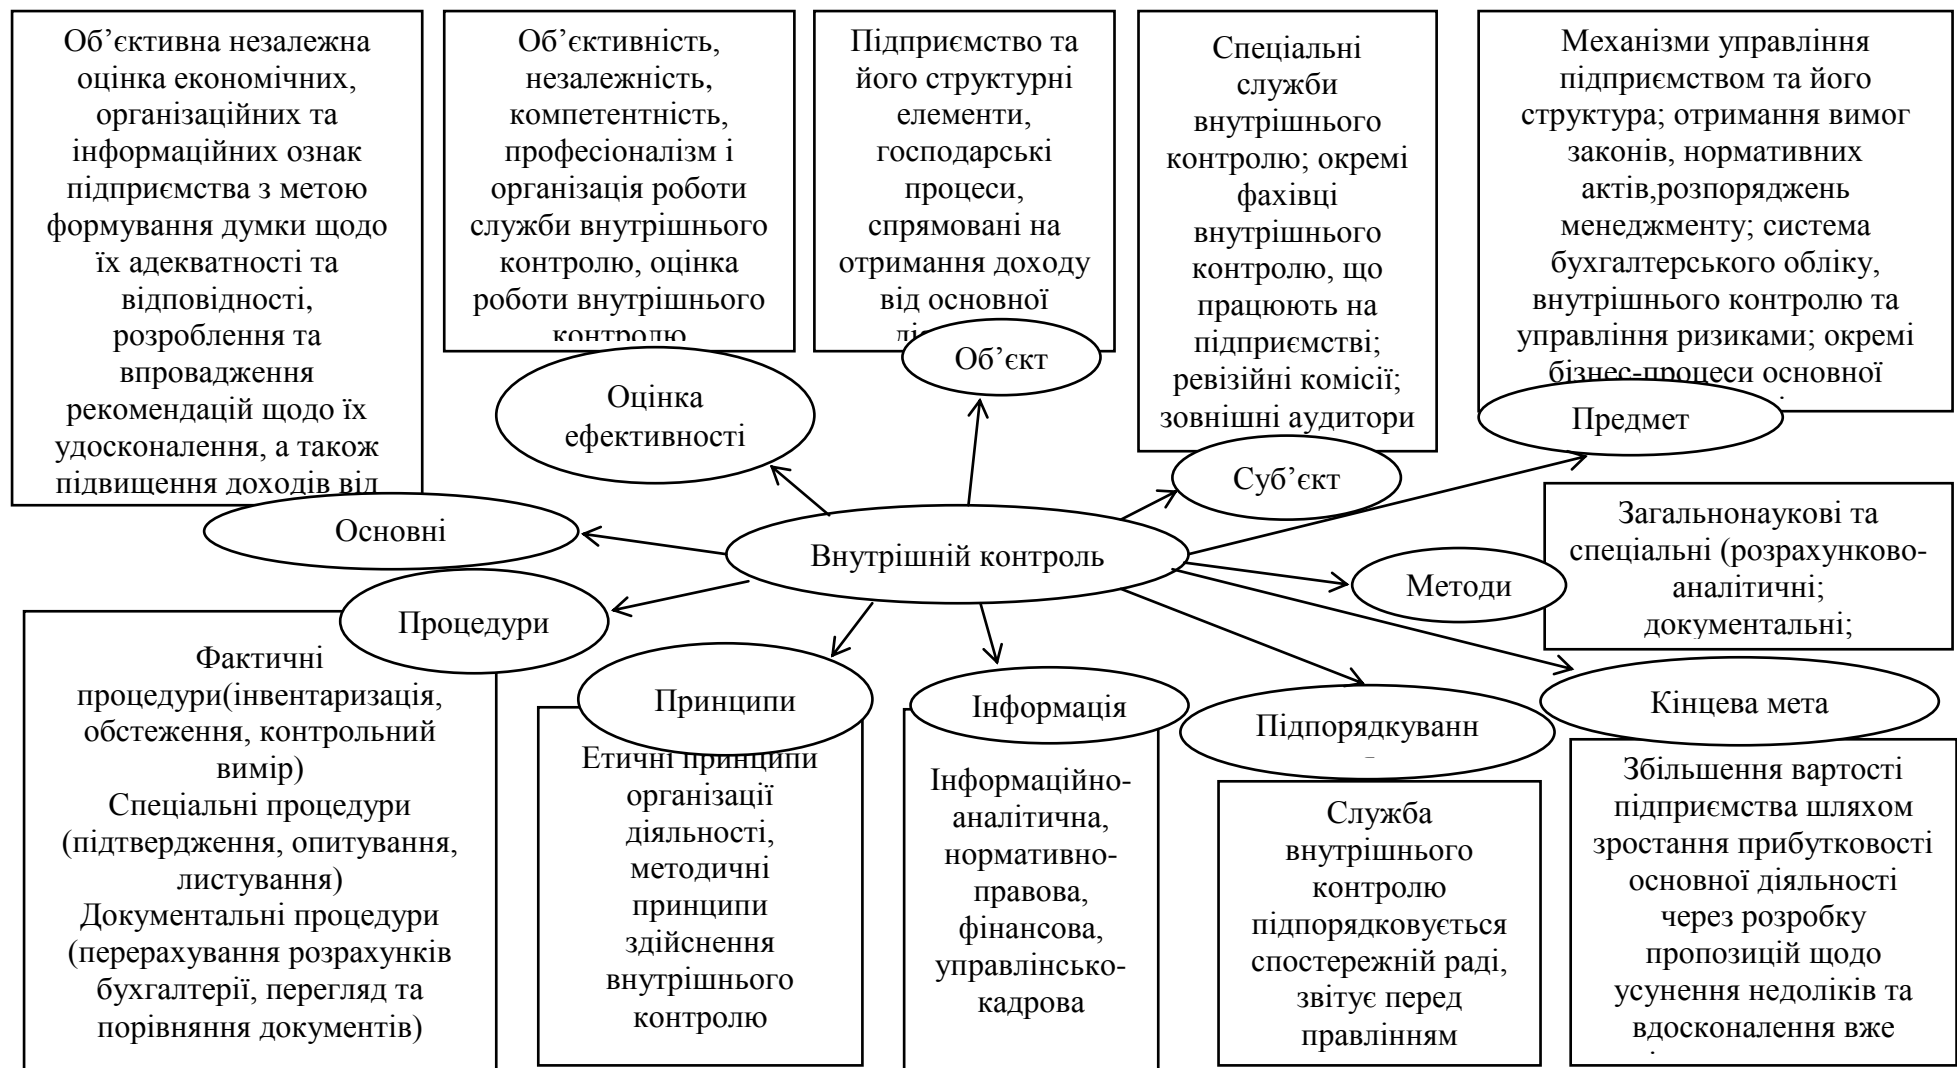 Об’єктивна незалежна
оцінка економічних,
організаційних та
інформаційних ознак
підприємства з метою
формування думки щодо
їх адекватності та
відповідності,
розроблення та
впровадження
рекомендацій щодо їх
удосконалення, а також
підвищення доходів від
Об’єктивність,
незалежність,
компетентність,
професіоналізм і
організація роботи
служби внутрішнього
контролю, оцінка
роботи внутрішнього
контролю
Підприємство та
його структурні
елементи,
господарські
процеси,
спрямовані на
отримання доходу
від основної
Спеціальні
служби
внутрішнього
контролю; окремі
фахівці
внутрішнього
контролю, що
працюють на
підприємстві;
ревізійні комісії;
зовнішні аудитори
Механізми управління
підприємством та його
структура; отримання вимог
законів, нормативних
актів,розпоряджень
менеджменту; система
бухгалтерського обліку,
внутрішнього контролю та
управління ризиками; окремі
бізнес-процеси основної
Об’єкт
Оцінка
ефективності
Предмет
Суб’єкт
Основні
Внутрішній контроль
Методи
Загальнонаукові та
спеціальні (розрахунково-
аналітичні;
документальні;
Процедури
Фактичні
процедури(інвентаризація,
обстеження, контрольний
вимір)
Спеціальні процедури
(підтвердження, опитування,
листування)
Документальні процедури
(перерахування розрахунків
бухгалтерії, перегляд та
порівняння документів)
Принципи
Етичні принципи
організації
діяльності,
методичні
принципи
здійснення
внутрішнього
контролю
Інформація
Інформаційно-
аналітична,
нормативно-
правова,
фінансова,
управлінсько-
кадрова
Підпорядкуванн
Служба
внутрішнього
контролю
підпорядковується
спостережній раді,
звітує перед
правлінням
Кінцева мета
Збільшення вартості
підприємства шляхом
зростання прибутковості
основної діяльності
через розробку
пропозицій щодо
усунення недоліків та
вдосконалення вже